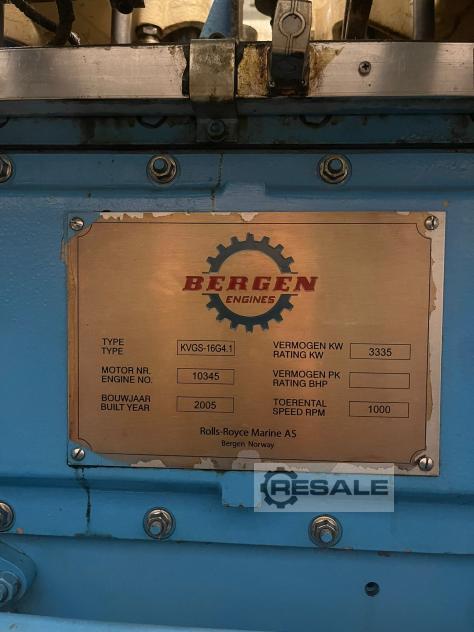 BERGEN
ENGINES
TYPE
TYPE
KVGS-16G4.1
VERMOGEN KW
RATING KW
3335
MOTOR NR.
ENGINE NO.
10345
VERMOGEN PK
RATING BHP
BOUWJAAR
BUILT YEAR
2005
TOERENTAL
SPEED RPM
1000
Rolls-Royce Marine AS
Bergen Norway
RESALE